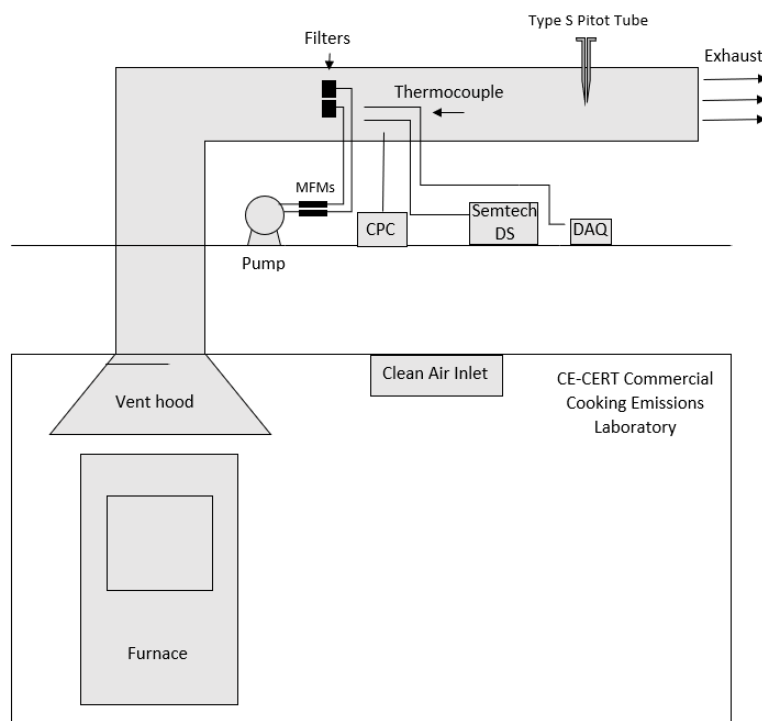 Type S Pitot Tube
Filters
Exhaust
Thermocouple
MFMs
Semtech
DS
CPC
DAQ
Pump
Clean Air Inlet
CE-CERT Commercial
Cooking Emissions
Laboratory
Vent hood
Furnace